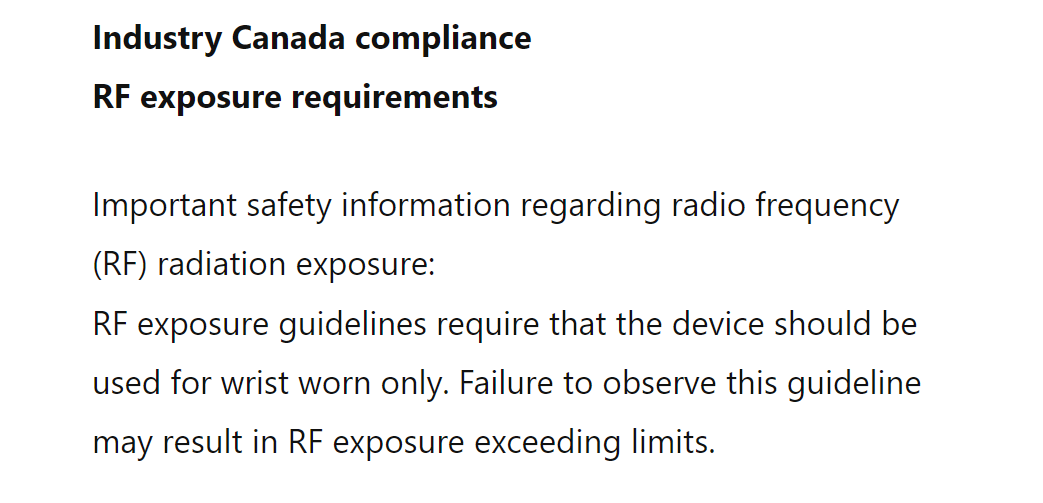 Industry Canada compliance
RF exposure requirements
Important safety information regarding radio frequency
(RF) radiation exposure:
RF exposure guidelines require that the device should be
used for wrist worn only. Failure to observe this guideline
may result in RF exposure exceeding limits.